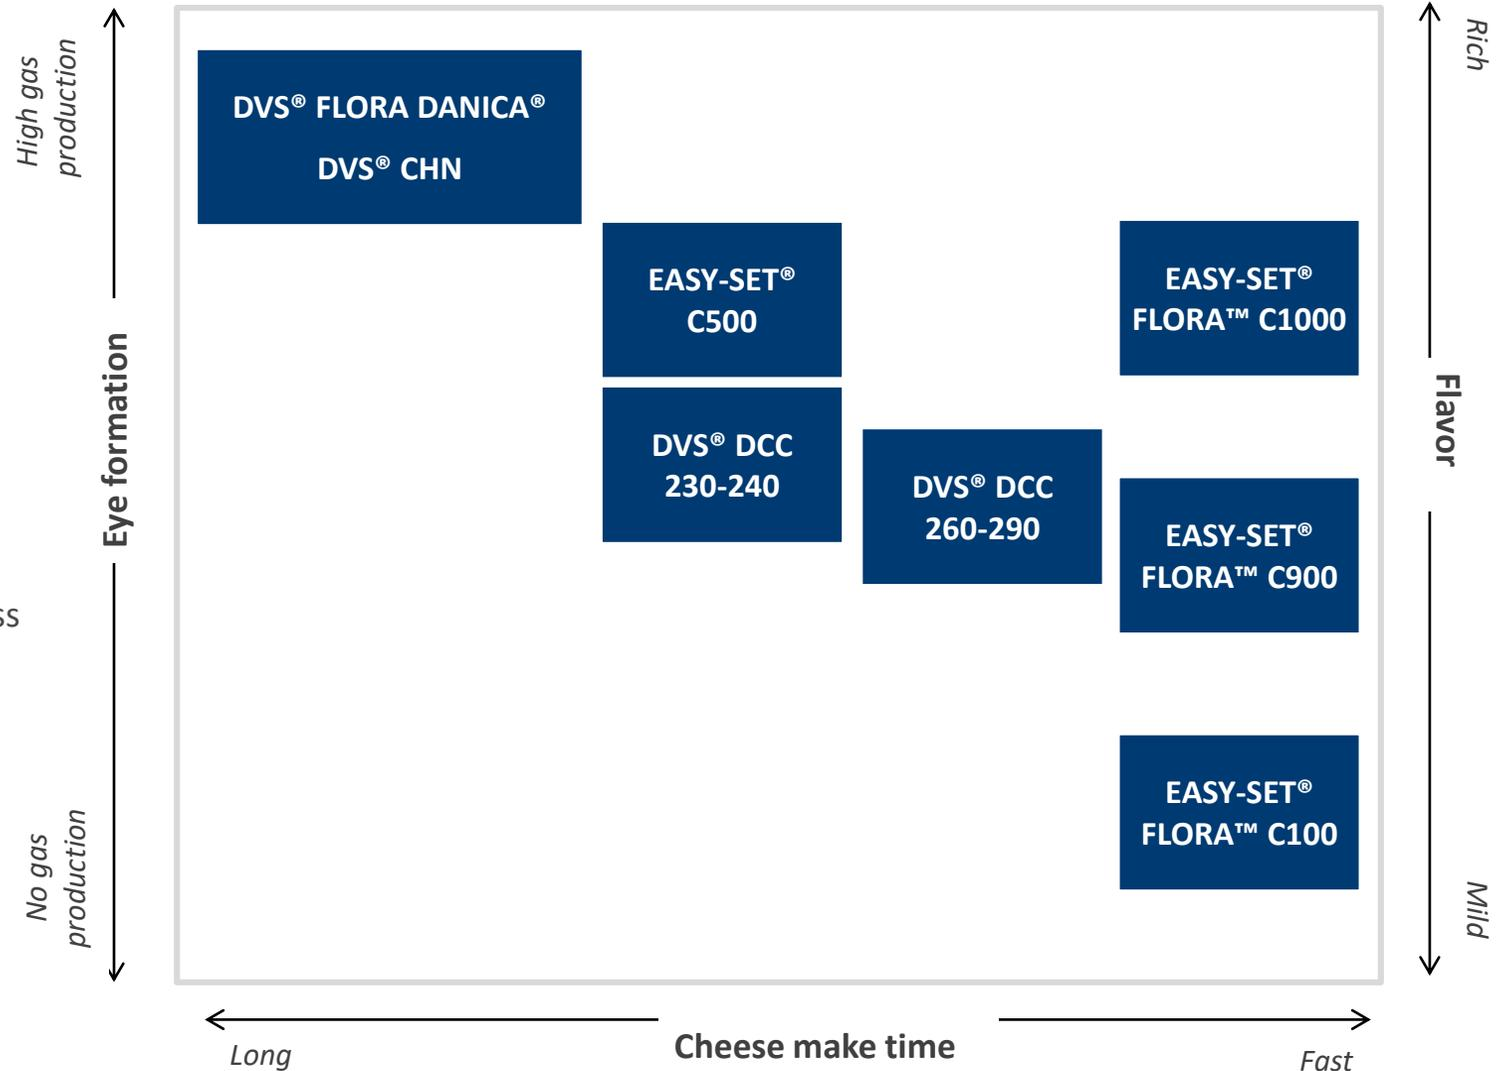 High gas
production
Eye formation
No gas
production
ss
DVS® FLORA DANICA®
DVS® CHN
EASY-SET®
C500
DVS® DCC
230-240
DVS® DCC
260-290
EASY-SET®
FLORA™ C1000
EASY-SET®
FLORA™ C900
EASY-SET®
FLORA™ C100
Rich
Flavor
Mild
Long
Cheese make time
Fast